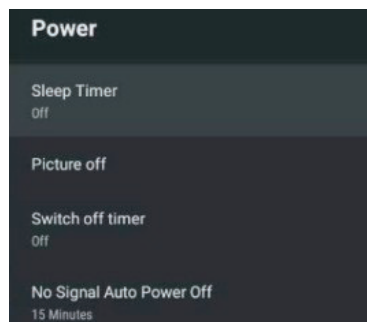 Power
Sleep Timer
Off
Picture off
Switch off timer
Off
No Signal Auto Power Off
15 Minutes